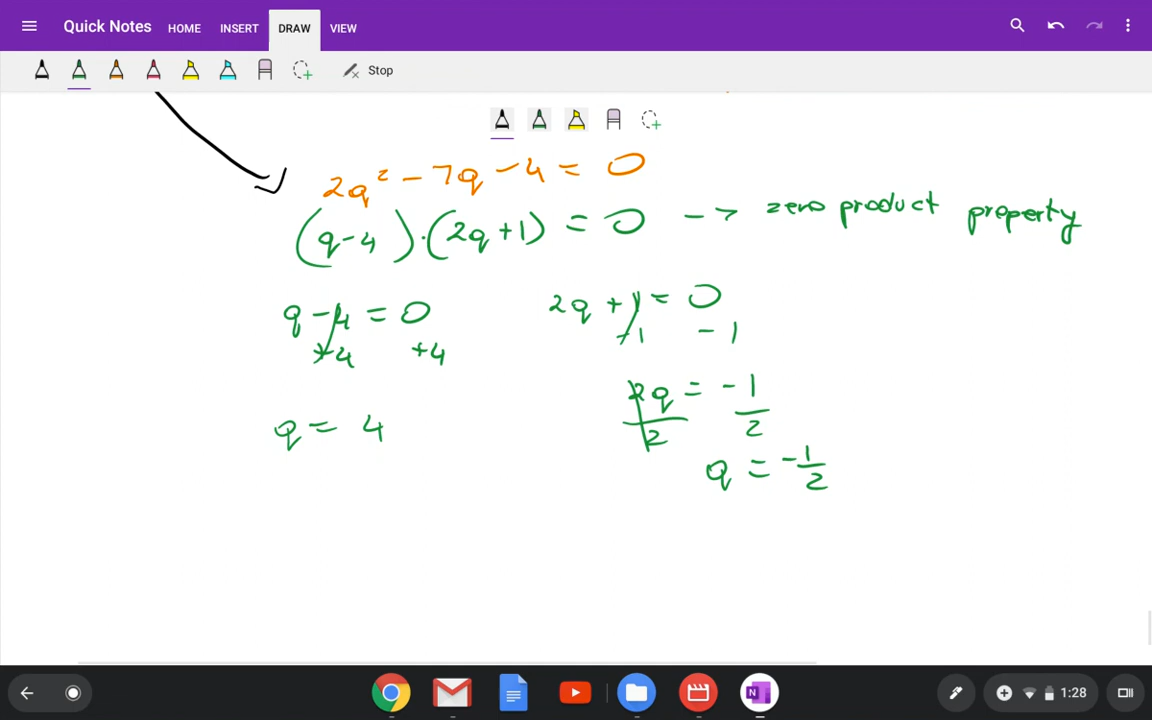 Quick Notes HOME INSERT DRAW VIEW
Stop
2q² - 7q - 4 = 0
(q-4)·(2q+1) = 0 -> zero product property
q - 4 = 0 2q + 1 = 0
+4 +4 -1 -1
2q = -1
2 2
q = 4
q = -1/2
N
1:28